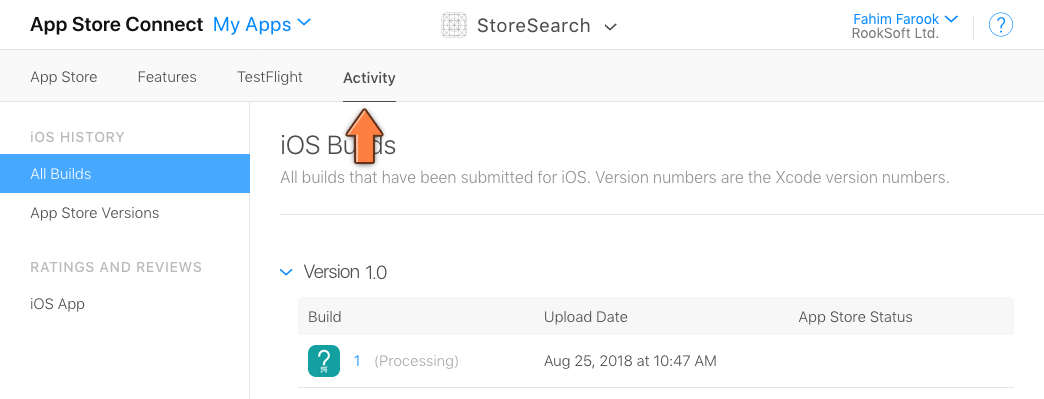 App Store Connect My Apps StoreSearch Fahim Farook
RookSoft Ltd. ?
App Store Features TestFlight Activity
iOS HISTORY
All Builds
App Store Versions
RATINGS AND REVIEWS
iOS App
iOS Builds
All builds that have been submitted for iOS. Version numbers are the Xcode version numbers.
Version 1.0
Build Upload Date App Store Status
? 1 (Processing) Aug 25, 2018 at 10:47 AM